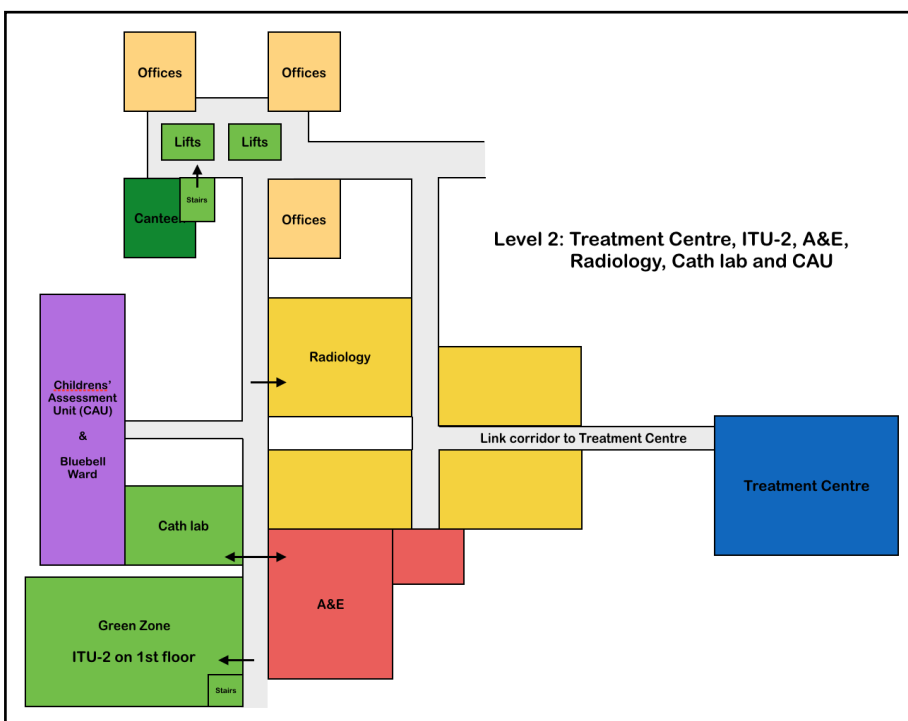 Offices
Offices
Lifts
Lifts
Stairs
Canteen
Offices
Level 2: Treatment Centre, ITU-2, A&E,
Radiology, Cath lab and CAU
Radiology
Childrens'
Assessment
Unit (CAU)
&
Bluebell
Ward
Link corridor to Treatment Centre
Treatment Centre
Cath lab
A&E
Green Zone
ITU-2 on 1st floor
Stairs